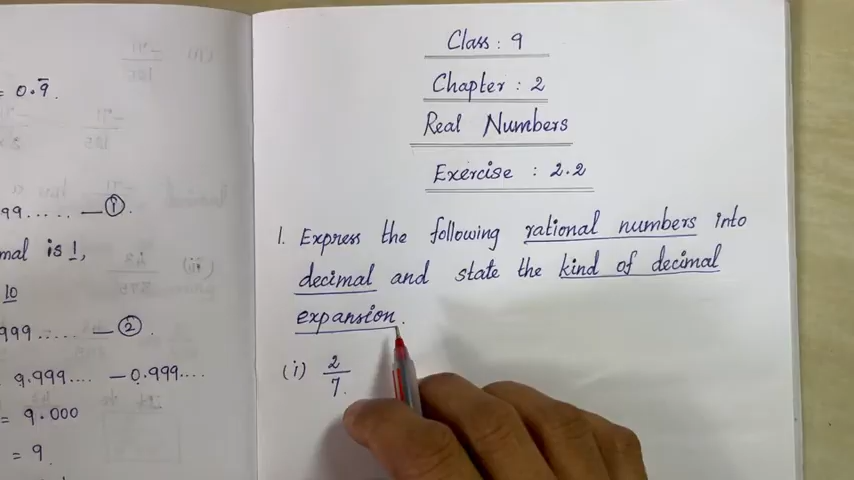 = 0.9̅.
99..... — ①.
mal is 1,
10
999..... — ②
9.999.... - 0.999....
= 9.000
= 9.
Class : 9
Chapter : 2
Real Numbers
Exercise : 2.2
1. Express the following rational numbers into
decimal and state the kind of decimal
expansion.
(i) 2/7.